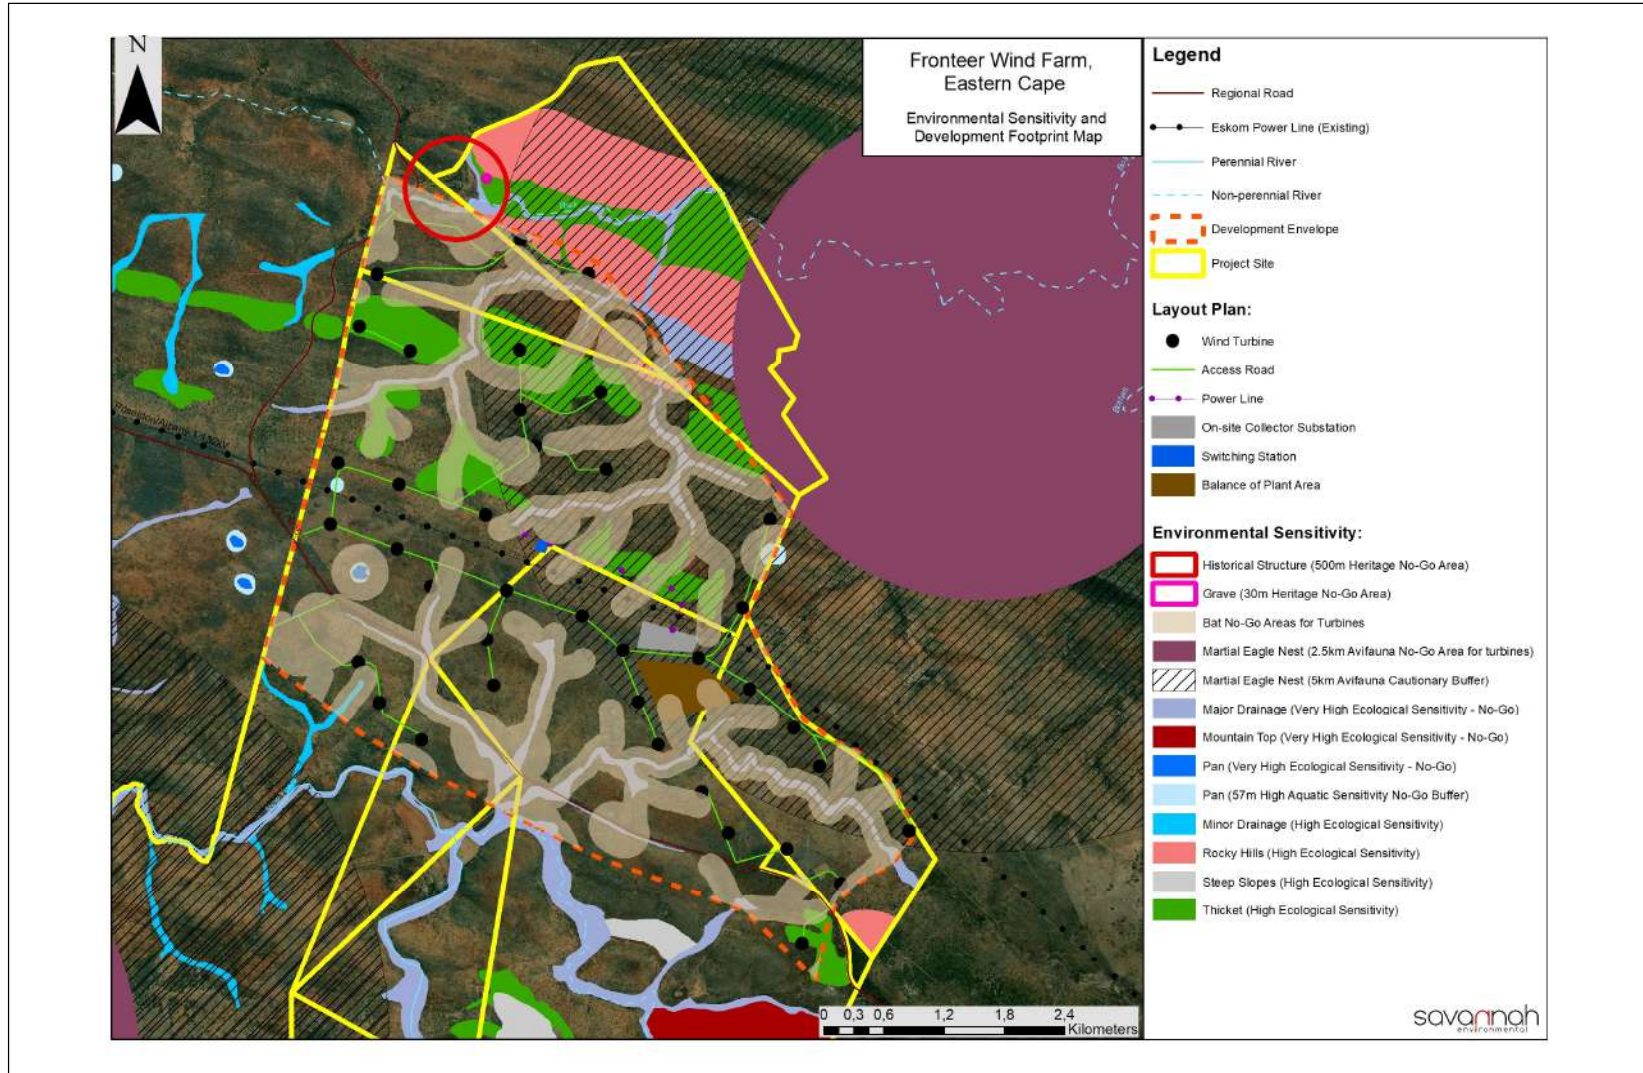 N
Fronteer Wind Farm,
Eastern Cape
Environmental Sensitivity and
Development Footprint Map
Legend
Regional Road
Eskom Power Line (Existing)
Perennial River
Non-perennial River
Development Envelope
Project Site
Layout Plan:
Wind Turbine
Access Road
Power Line
On-site Collector Substation
Switching Station
Balance of Plant Area
Environmental Sensitivity:
Historical Structure (500m Heritage No-Go Area)
Grave (30m Heritage No-Go Area)
Bat No-Go Areas for Turbines
Martial Eagle Nest (2.5km Avifauna No-Go Area for turbines)
Martial Eagle Nest (5km Avifauna Cautionary Buffer)
Major Drainage (Very High Ecological Sensitivity - No-Go)
Mountain Top (Very High Ecological Sensitivity - No-Go)
Pan (Very High Ecological Sensitivity - No-Go)
Pan (57m High Aquatic Sensitivity No-Go Buffer)
Minor Drainage (High Ecological Sensitivity)
Rocky Hills (High Ecological Sensitivity)
Steep Slopes (High Ecological Sensitivity)
Thicket (High Ecological Sensitivity)
0 0,3 0,6 1,2 1,8 2,4
Kilometers
savannah
environmental